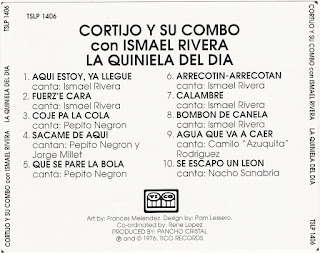 TSLP 1406
CORTIJO Y SU COMBO
con ISMAEL RIVERA
LA QUINIELA DEL DIA
1. AQUI ESTOY, YA LLEGUE
canta: Ismael Rivera
2. FUERZ'E CARA
canta: Ismael Rivera
3. COJE PA LA COLA
canta: Pepito Negron
4. SACAME DE AQUI
cantan: Pepito Negron y
Jorge Millet
5. QUE SE PARE LA BOLA
canta: Pepito Negron
6. ARRECOTIN-ARRECOTAN
canta: Ismael Rivera
7. CALAMBRE
canta: Ismael Rivera
8. BOMBON DE CANELA
canta: Ismael Rivera
9. AGUA QUE VA A CAER
canta: Camilo "Azuquita"
Rodriguez
10. SE ESCAPO UN LEON
canta: Nacho Sanabria
Art by: Frances Melendez. Design by: Pam Lessero.
Co-ordinated by: Rene Lopez
PRODUCED BY: PANCHO CRISTAL
℗ and © 1976, TICO RECORDS
CORTIJO Y SU COMBO con ISMAEL RIVERA LA QUINIELA DEL DIA TSLP 1406
CORTIJO Y SU COMBO con ISMAEL RIVERA LA QUINIELA DEL DIA TSLP 1406